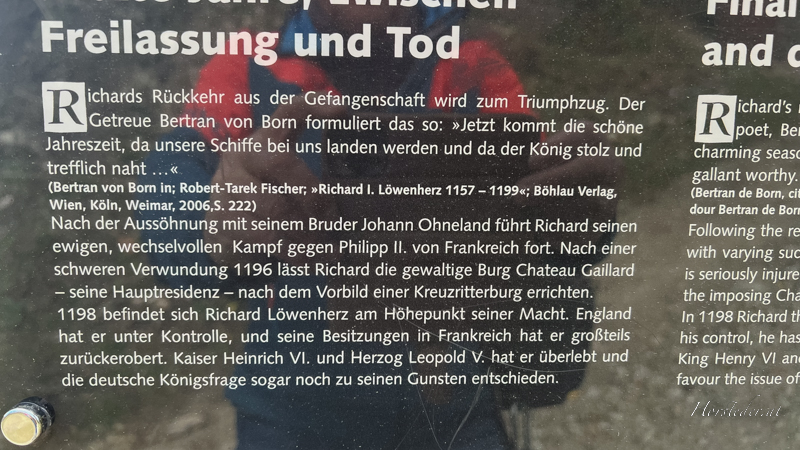 Freilassung und Tod
Richards Rückkehr aus der Gefangenschaft wird zum Triumphzug. Der
Getreue Bertran von Born formuliert das so: »Jetzt kommt die schöne
Jahreszeit, da unsere Schiffe bei uns landen werden und da der König stolz und
trefflich naht …«
(Bertran von Born in; Robert-Tarek Fischer; »Richard I. Löwenherz 1157 – 1199«; Böhlau Verlag,
Wien, Köln, Weimar, 2006,S. 222)
Nach der Aussöhnung mit seinem Bruder Johann Ohneland führt Richard seinen
ewigen, wechselvollen Kampf gegen Philipp II. von Frankreich fort. Nach einer
schweren Verwundung 1196 lässt Richard die gewaltige Burg Chateau Gaillard
– seine Hauptresidenz – nach dem Vorbild einer Kreuzritterburg errichten.
1198 befindet sich Richard Löwenherz am Höhepunkt seiner Macht. England
hat er unter Kontrolle, und seine Besitzungen in Frankreich hat er großteils
zurückerobert. Kaiser Heinrich VI. und Herzog Leopold V. hat er überlebt und
die deutsche Königsfrage sogar noch zu seinen Gunsten entschieden.
Final
and
Richard's
poet,
charming
gallant worthy.
(Bertran de Born,
dour Bertran de Born
Following the
with varying
is seriously
the imposing
In 1198 Richard
his control, he has
King Henry VI and
favour the issue of
Horsleder.at